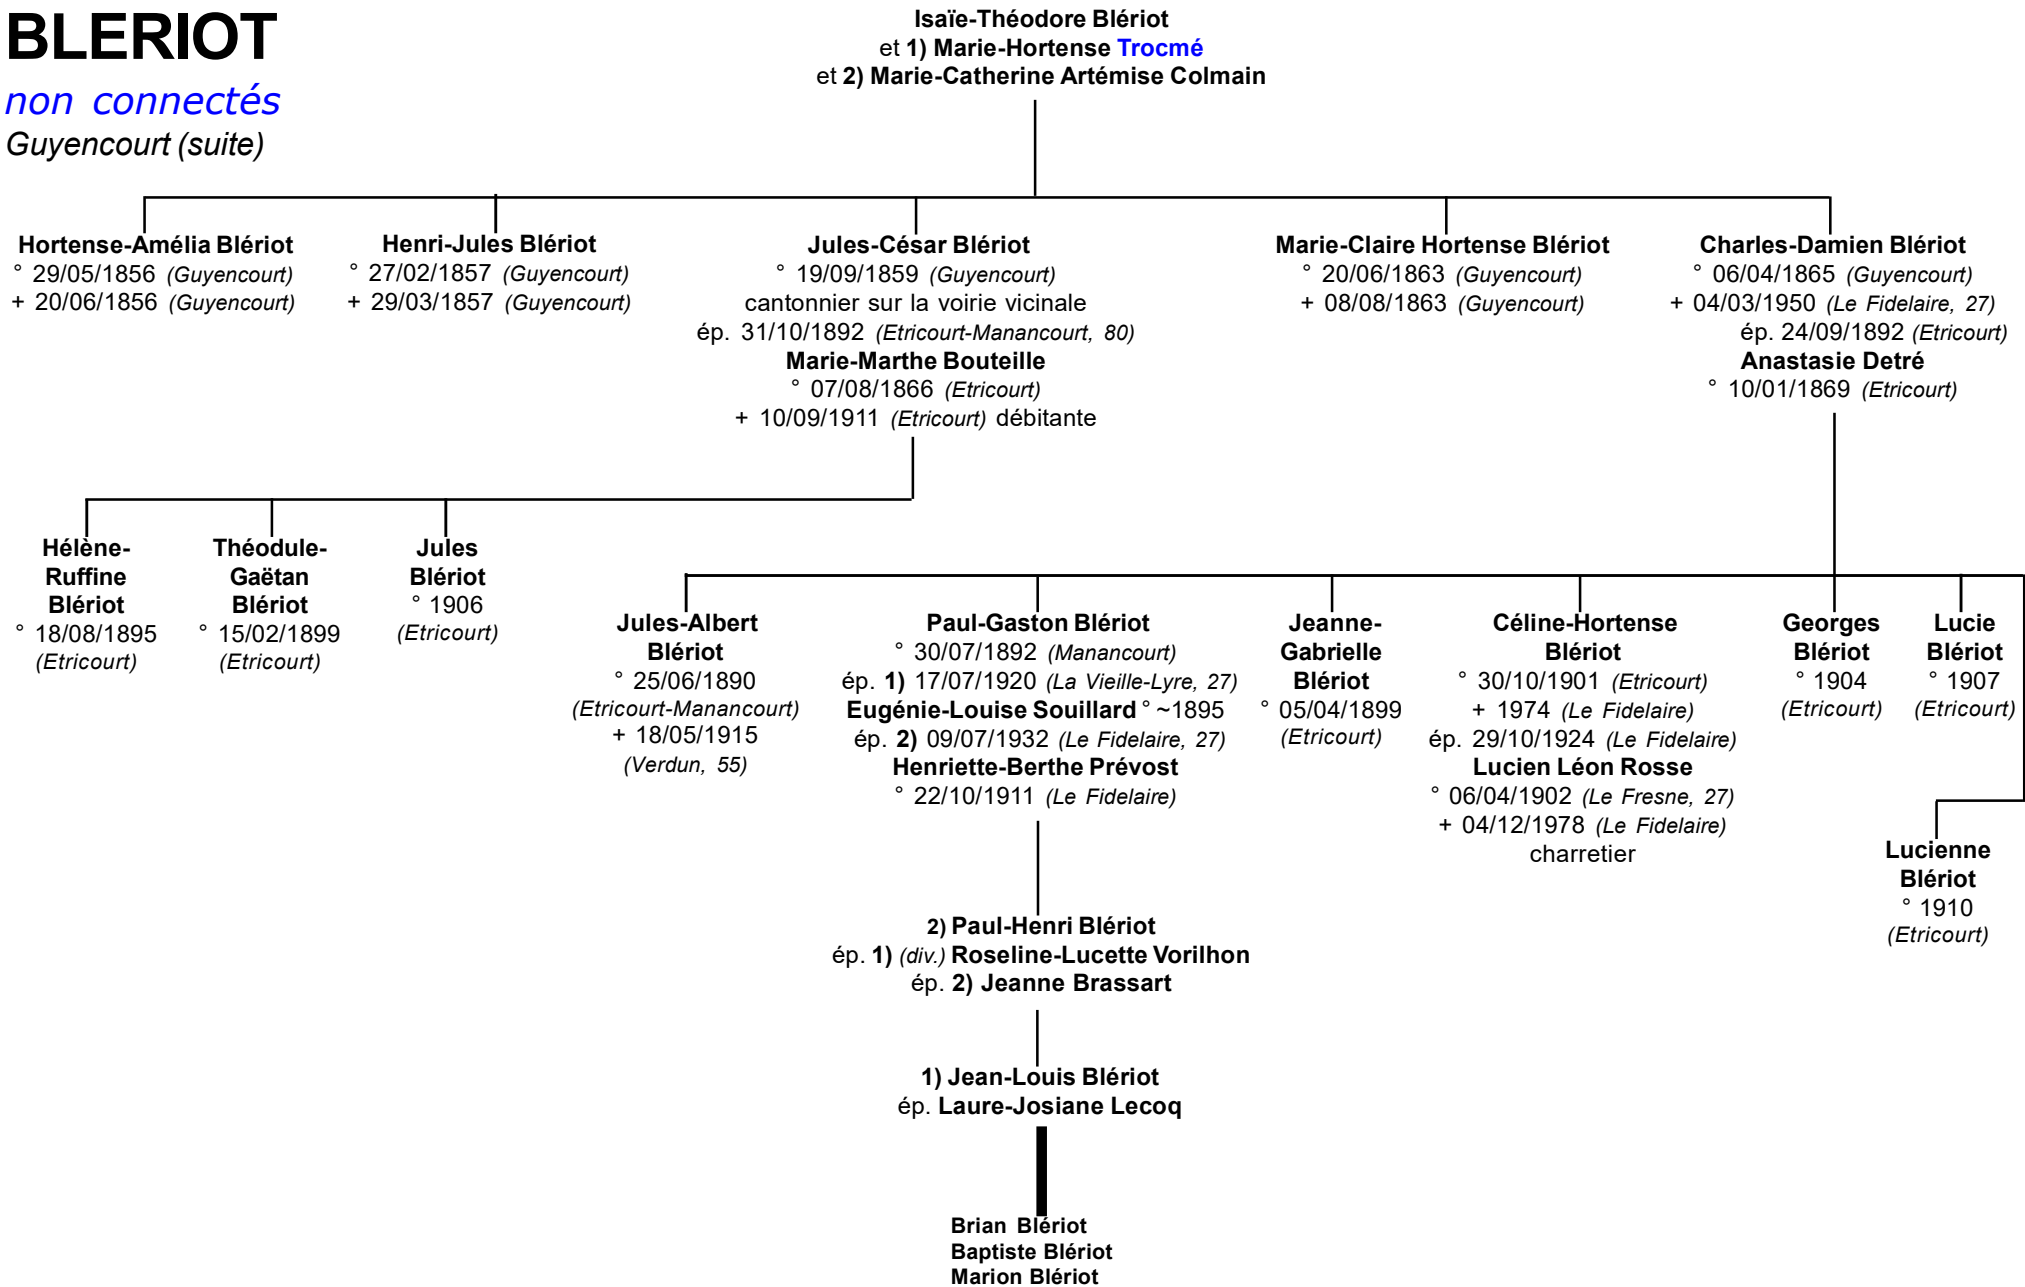 BLERIOT
non connectés
Guyencourt (suite)
Isaïe-Théodore Blériot
et 1) Marie-Hortense Trocmé
et 2) Marie-Catherine Artémise Colmain
Hortense-Amélia Blériot
° 29/05/1856 (Guyencourt)
+ 20/06/1856 (Guyencourt)
Henri-Jules Blériot
° 27/02/1857 (Guyencourt)
+ 29/03/1857 (Guyencourt)
Jules-César Blériot
° 19/09/1859 (Guyencourt)
cantonnier sur la voirie vicinale
ép. 31/10/1892 (Etricourt-Manancourt, 80)
Marie-Marthe Bouteille
° 07/08/1866 (Etricourt)
+ 10/09/1911 (Etricourt) débitante
Marie-Claire Hortense Blériot
° 20/06/1863 (Guyencourt)
+ 08/08/1863 (Guyencourt)
Charles-Damien Blériot
° 06/04/1865 (Guyencourt)
+ 04/03/1950 (Le Fidelaire, 27)
ép. 24/09/1892 (Etricourt)
Anastasie Detré
° 10/01/1869 (Etricourt)
Hélène-
Ruffine
Blériot
° 18/08/1895
(Etricourt)
Théodule-
Gaëtan
Blériot
° 15/02/1899
(Etricourt)
Jules
Blériot
° 1906
(Etricourt)
Jules-Albert
Blériot
° 25/06/1890
(Etricourt-Manancourt)
+ 18/05/1915
(Verdun, 55)
Paul-Gaston Blériot
° 30/07/1892 (Manancourt)
ép. 1) 17/07/1920 (La Vieille-Lyre, 27)
Eugénie-Louise Souillard ° ~1895
ép. 2) 09/07/1932 (Le Fidelaire, 27)
Henriette-Berthe Prévost
° 22/10/1911 (Le Fidelaire)
Jeanne-
Gabrielle
Blériot
° 05/04/1899
(Etricourt)
Céline-Hortense
Blériot
° 30/10/1901 (Etricourt)
+ 1974 (Le Fidelaire)
ép. 29/10/1924 (Le Fidelaire)
Lucien Léon Rosse
° 06/04/1902 (Le Fresne, 27)
+ 04/12/1978 (Le Fidelaire)
charretier
Georges
Blériot
° 1904
(Etricourt)
Lucie
Blériot
° 1907
(Etricourt)
Lucienne
Blériot
° 1910
(Etricourt)
2) Paul-Henri Blériot
ép. 1) (div.) Roseline-Lucette Vorilhon
ép. 2) Jeanne Brassart
1) Jean-Louis Blériot
ép. Laure-Josiane Lecoq
Brian Blériot
Baptiste Blériot
Marion Blériot